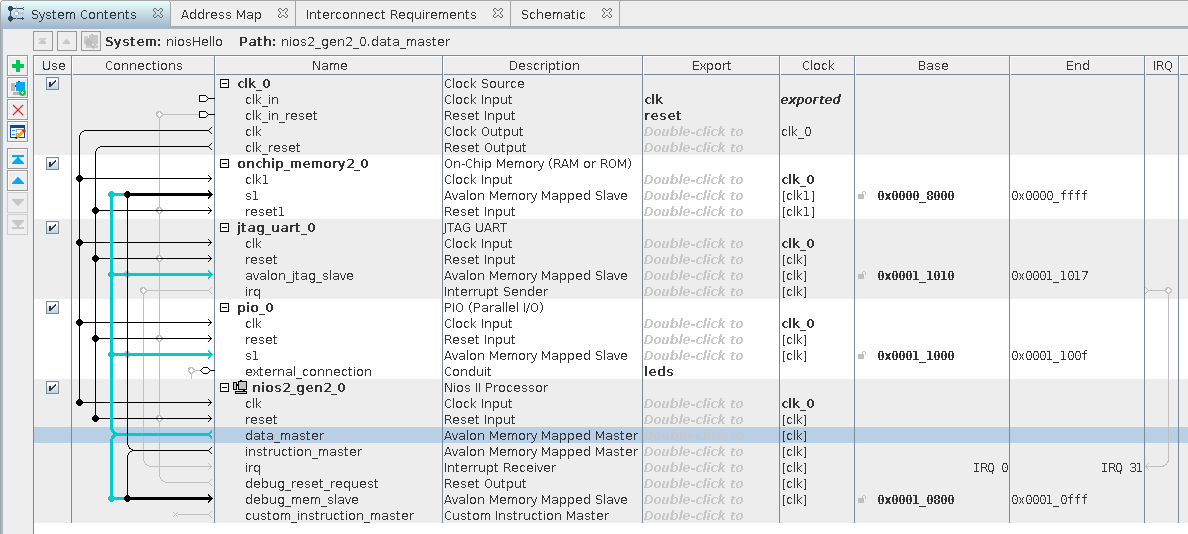 System Contents Address Map Interconnect Requirements Schematic
System: niosHello Path: nios2_gen2_0.data_master
Use Connections Name Description Export Clock Base End IRQ
clk_0 Clock Source
clk_in Clock Input clk exported
clk_in_reset Reset Input reset
clk Clock Output Double-click to clk_0
clk_reset Reset Output Double-click to
onchip_memory2_0 On-Chip Memory (RAM or ROM)
clk1 Clock Input Double-click to clk_0
s1 Avalon Memory Mapped Slave Double-click to [clk1] 0x0000_8000 0x0000_ffff
reset1 Reset Input Double-click to [clk1]
jtag_uart_0 JTAG UART
clk Clock Input Double-click to clk_0
reset Reset Input Double-click to [clk]
avalon_jtag_slave Avalon Memory Mapped Slave Double-click to [clk] 0x0001_1010 0x0001_1017
irq Interrupt Sender Double-click to [clk]
pio_0 PIO (Parallel I/O)
clk Clock Input Double-click to clk_0
reset Reset Input Double-click to [clk]
s1 Avalon Memory Mapped Slave Double-click to [clk] 0x0001_1000 0x0001_100f
external_connection Conduit leds
nios2_gen2_0 Nios II Processor
clk Clock Input Double-click to clk_0
reset Reset Input Double-click to [clk]
data_master Avalon Memory Mapped Master Double-click to [clk]
instruction_master Avalon Memory Mapped Master Double-click to [clk]
irq Interrupt Receiver Double-click to [clk] IRQ 0 IRQ 31
debug_reset_request Reset Output Double-click to [clk]
debug_mem_slave Avalon Memory Mapped Slave Double-click to [clk] 0x0001_0800 0x0001_0fff
custom_instruction_master Custom Instruction Master Double-click to